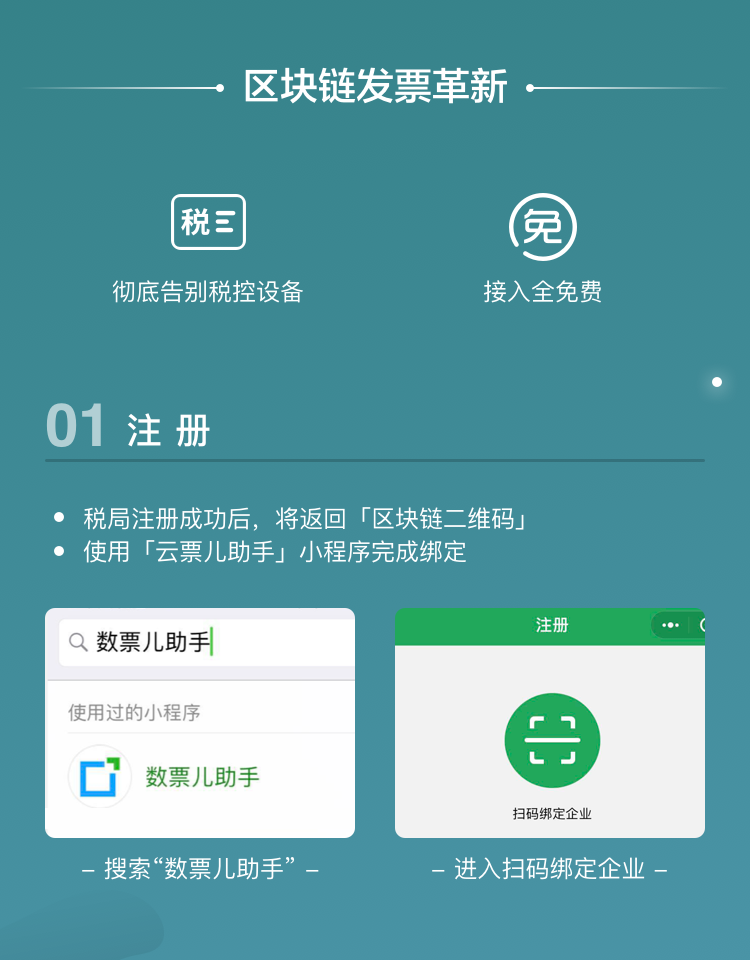 区块链发票革新
税
免
彻底告别税控设备
接入全免费
01 注 册
税局注册成功后，将返回「区块链二维码」
使用「云票儿助手」小程序完成绑定
数票儿助手
使用过的小程序
数票儿助手
注册
扫码绑定企业
– 搜索“数票儿助手” –
– 进入扫码绑定企业 –